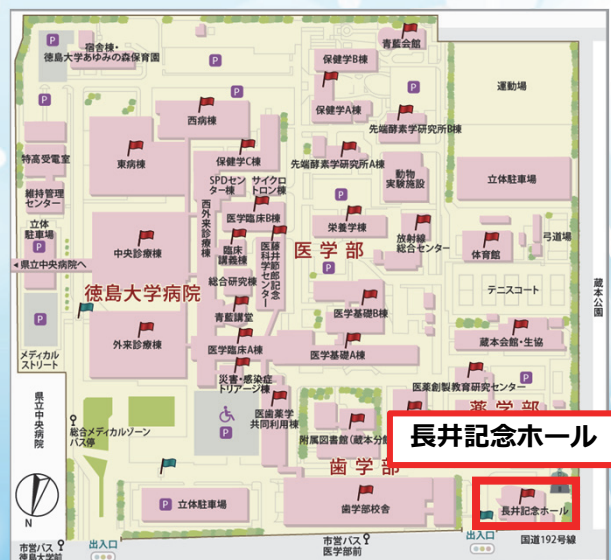 P
宿舎棟・
徳島大学あゆみの森保育園
P
P
P
青藍会館
保健学B棟
運動場
西病棟
保健学A棟
先端酵素学研究所B棟
特高受電室
東病棟
保健学C棟
先端酵素学研究所A棟
維持管理
センター
SPDセン
ター棟
サイクロ
トロン棟
P
動物
実験施設
立体駐車場
立体
駐車場
P
西外来診療棟
医学臨床B棟
栄養学棟
放射線
総合センター
体育館
弓道場
中央診療棟
臨床
講義棟
藤井節郎記念
医科学センター
医学部
県立中央病院へ
総合研究棟
P
テニスコート
蔵本公園
徳島大学病院
青藍講堂
医学基礎B棟
P
外来診療棟
医学臨床A棟
医学基礎A棟
蔵本会館・生協
メディカル
ストリート
災害・感染症
トリアージ棟
医薬創製教育研究センター
P
県立中央病院
P
医歯薬学
共同利用棟
薬学部
総合メディカルゾーン
バス停
附属図書館(蔵本分館
長井記念ホール
歯学部
N
P 立体駐車場
歯学部校舎
長井記念ホール
市営バス
徳島大学前
出入口
市営バス
医学部前
出入口
国道192号線